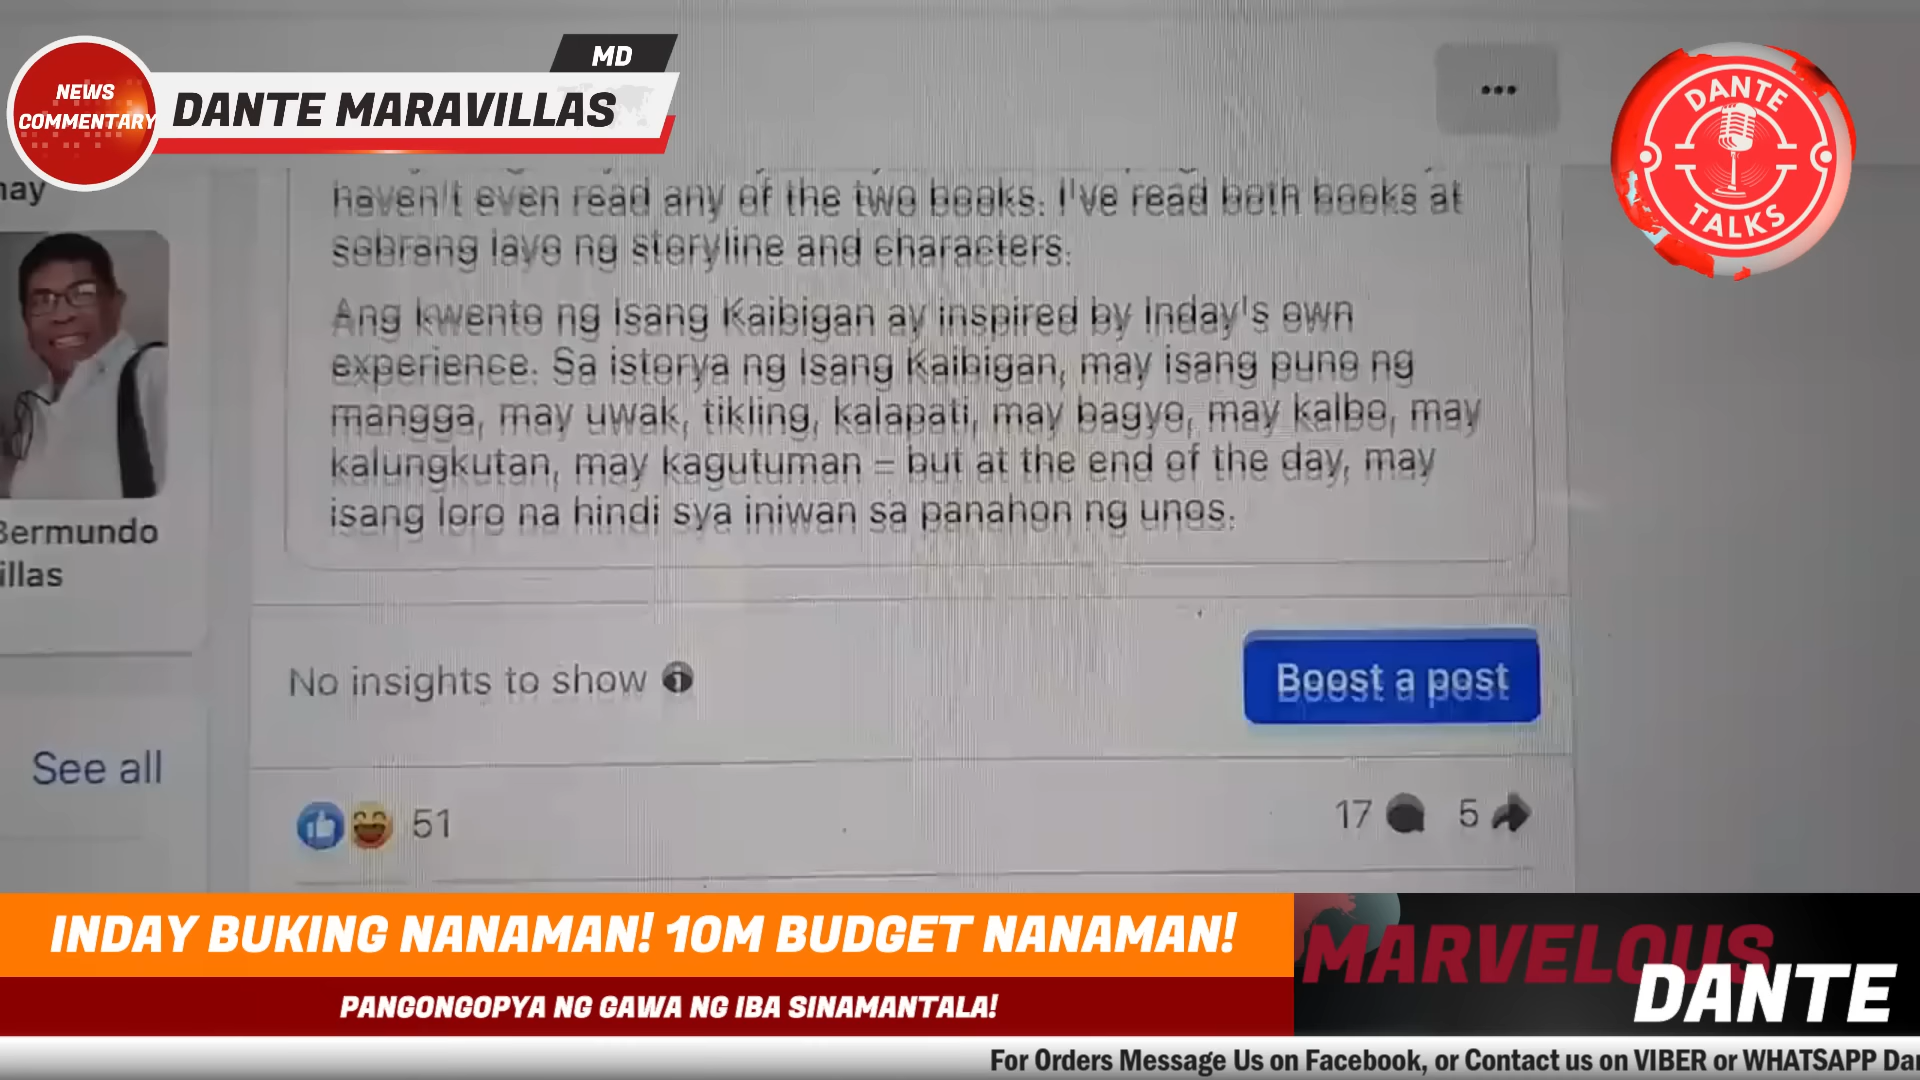 MD
NEWS
COMMENTARY
DANTE MARAVILLAS
DANTE
TALKS
haven't even read any of the two books. I've read both books at
sobrang layo ng storyline and characters.
Ang kwento ng Isang Kaibigan ay inspired by Inday's own
experience. Sa istorya ng Isang Kaibigan, may isang puno ng
mangga, may uwak, tikling, kalapati, may bagyo, may kalbo, may
kalungkutan, may kagutuman - but at the end of the day, may
isang loro na hindi sya iniwan sa panahon ng unos.
Bermundo
illas
No insights to show
Boost a post
See all
51
17
5
INDAY BUKING NANAMAN! 10M BUDGET NANAMAN!
PANGONGOPYA NG GAWA NG IBA SINAMANTALA!
MARVELOUS
DANTE
For Orders Message Us on Facebook, or Contact us on VIBER or WHATSAPP Da